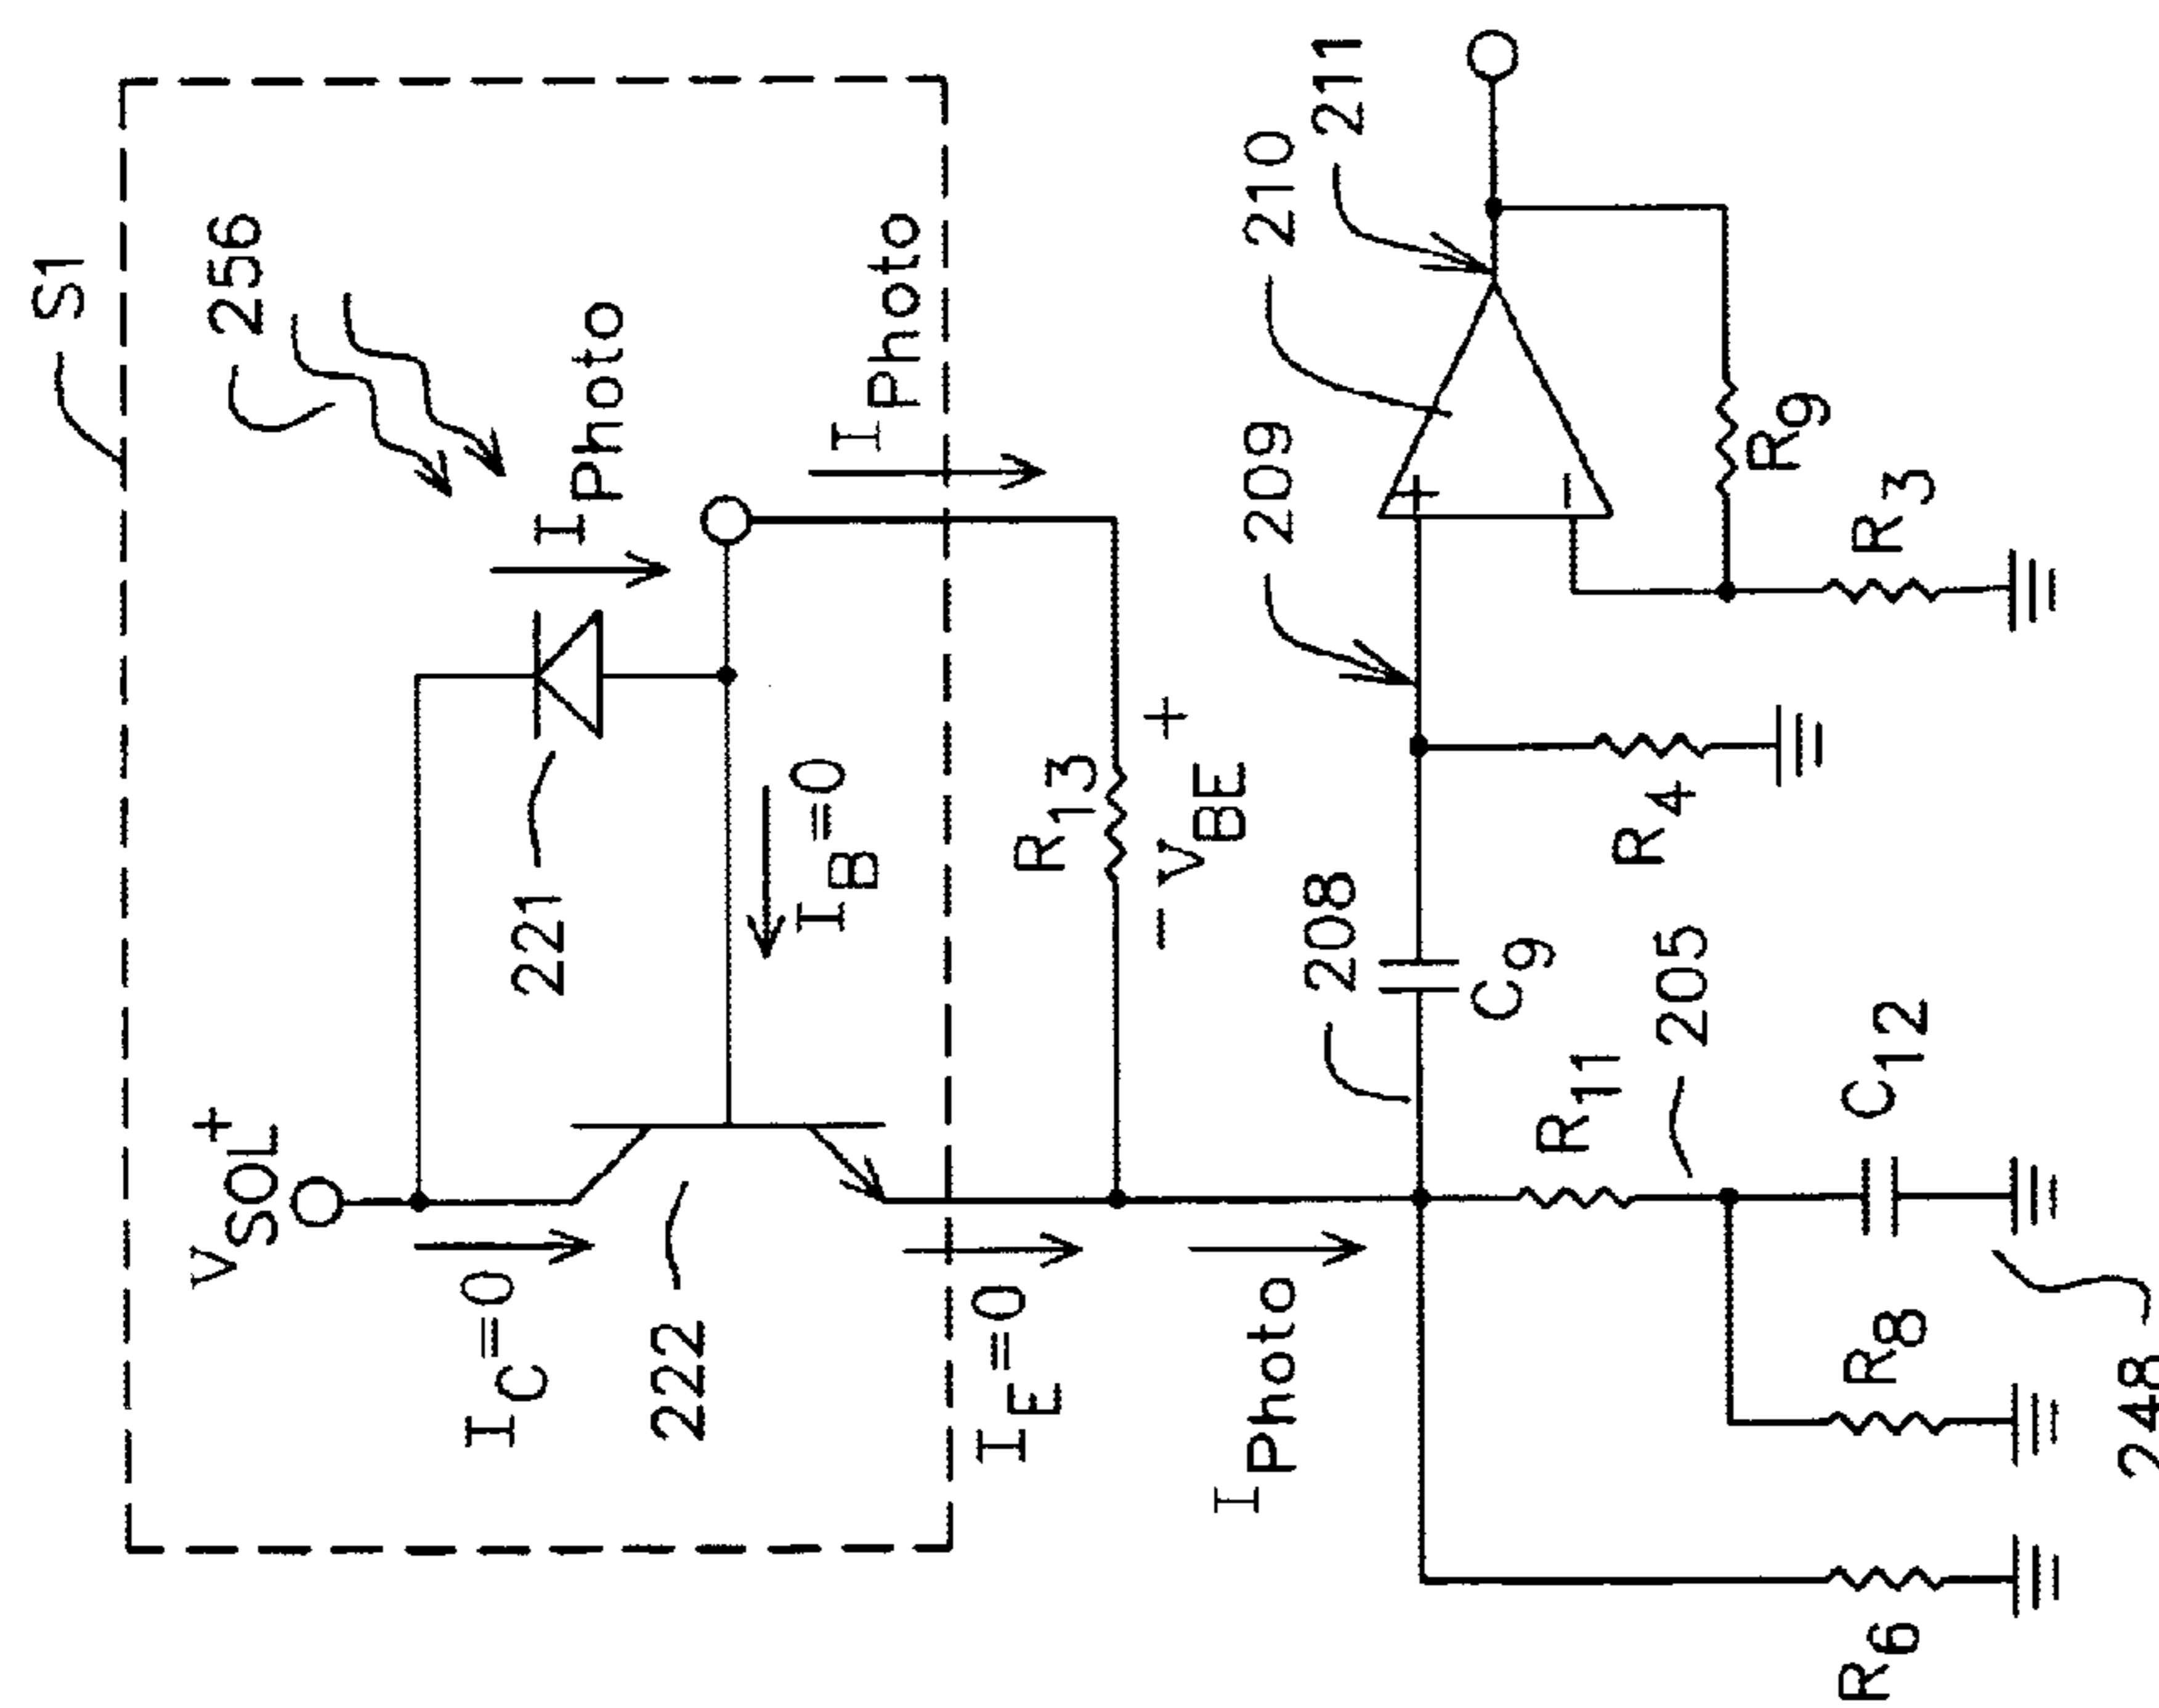 S1
256
V_SOL^+
I_Photo
I_Photo
221
I_C=0
222
I_B=0
I_E=0
R_13
- V_BE +
I_Photo
211
210
209
+
-
208
C_9
R_4
R_9
R_3
R_11
205
C_12
R_8
R_6
248